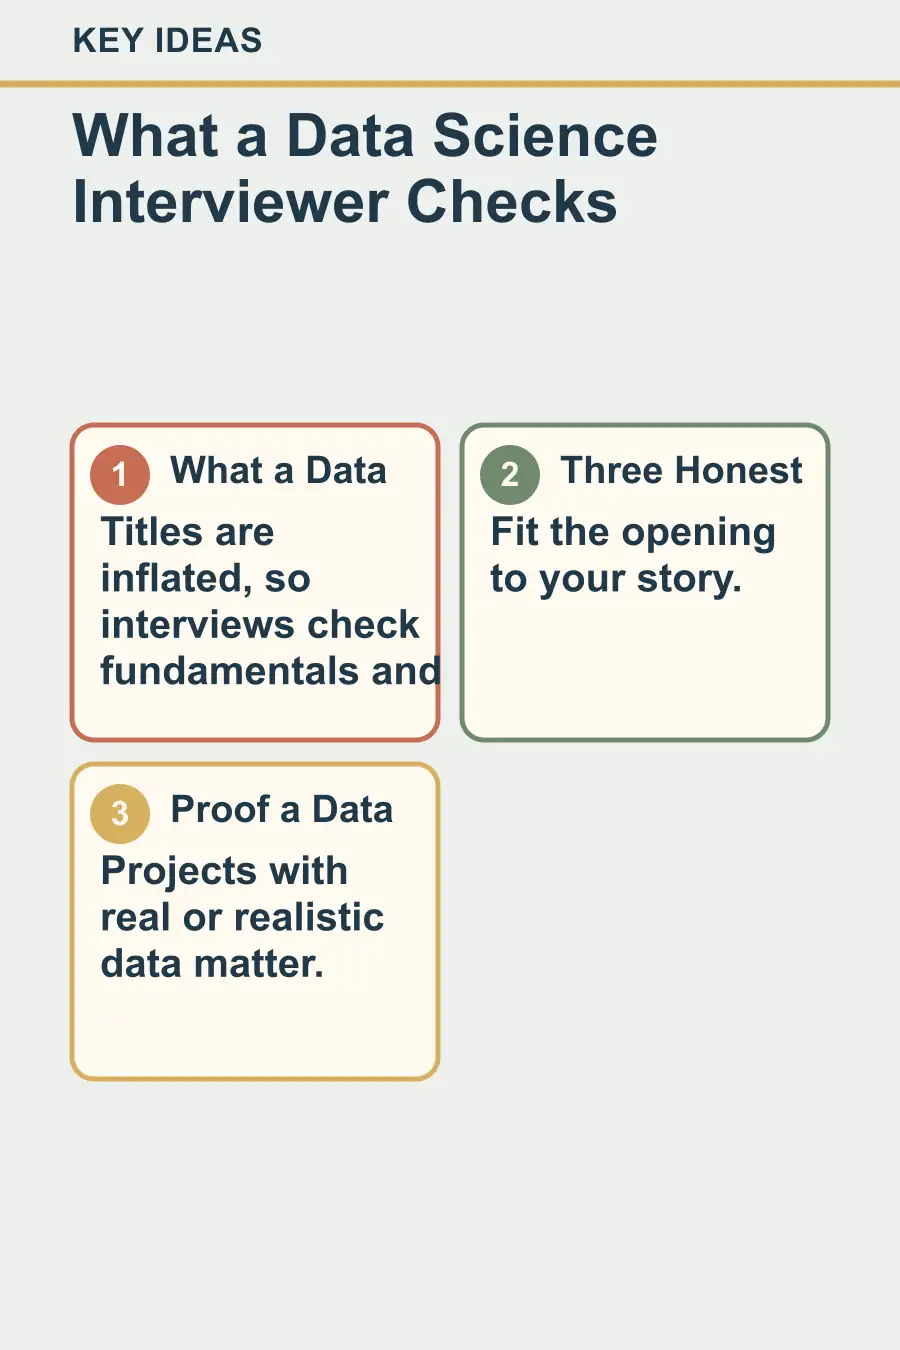 KEY IDEAS
What a Data Science
Interviewer Checks
1 What a Data
Titles are
inflated, so
interviews check
fundamentals and
2 Three Honest
Fit the opening
to your story.
3 Proof a Data
Projects with
real or realistic
data matter.